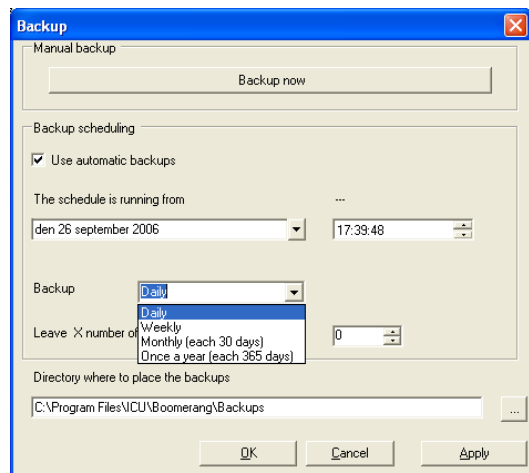 Backup
Manual backup
Backup now
Backup scheduling
Use automatic backups
The schedule is running from
---
den 26 september 2006
17:39:48
Backup
Daily
Daily
Weekly
Monthly (each 30 days)
Once a year (each 365 days)
Leave X number of
0
Directory where to place the backups
C:\Program Files\ICU\Boomerang\Backups
...
OK
Cancel
Apply